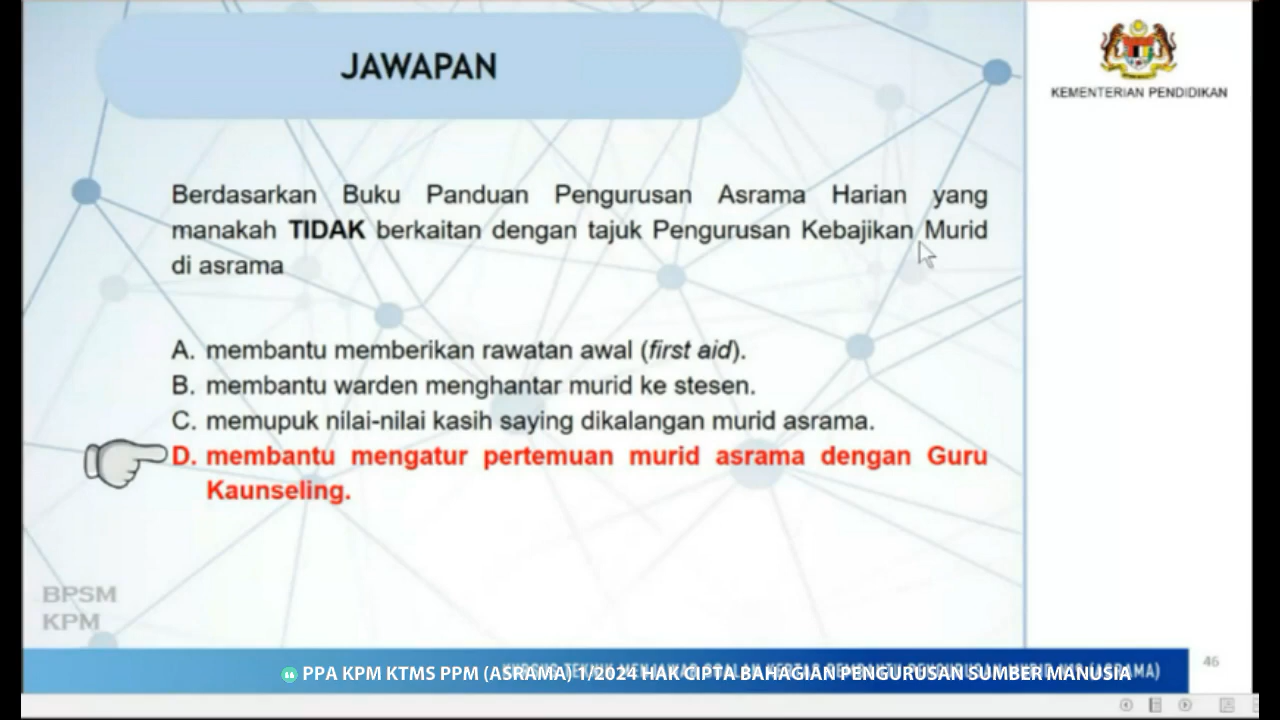 JAWAPAN
KEMENTERIAN PENDIDIKAN
Berdasarkan Buku Panduan Pengurusan Asrama Harian yang
manakah TIDAK berkaitan dengan tajuk Pengurusan Kebajikan Murid
di asrama
A. membantu memberikan rawatan awal (first aid).
B. membantu warden menghantar murid ke stesen.
C. memupuk nilai-nilai kasih saying dikalangan murid asrama.
D. membantu mengatur pertemuan murid asrama dengan Guru
Kaunseling.
BPSM
KPM
PPA KPM KTMS PPM (ASRAMA) 1/2024 HAK CIPTA BAHAGIAN PENGURUSAN SUMBER MANUSIA
46